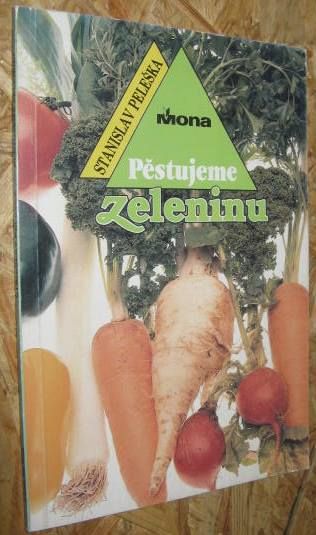 STANISLAV PELEŠKA
Mona
Pěstujeme
zeleninu